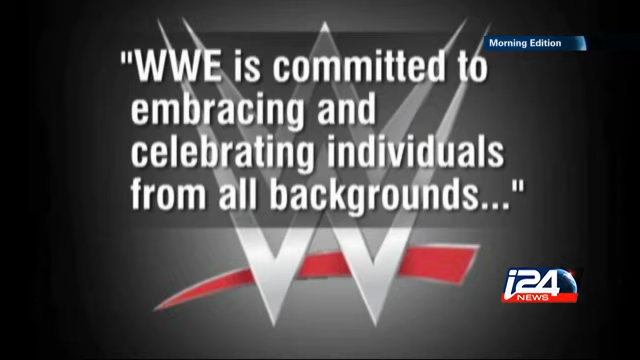 Morning Edition
"WWE is committed to
embracing and
celebrating individuals
from all backgrounds..."
W
i24
NEWS